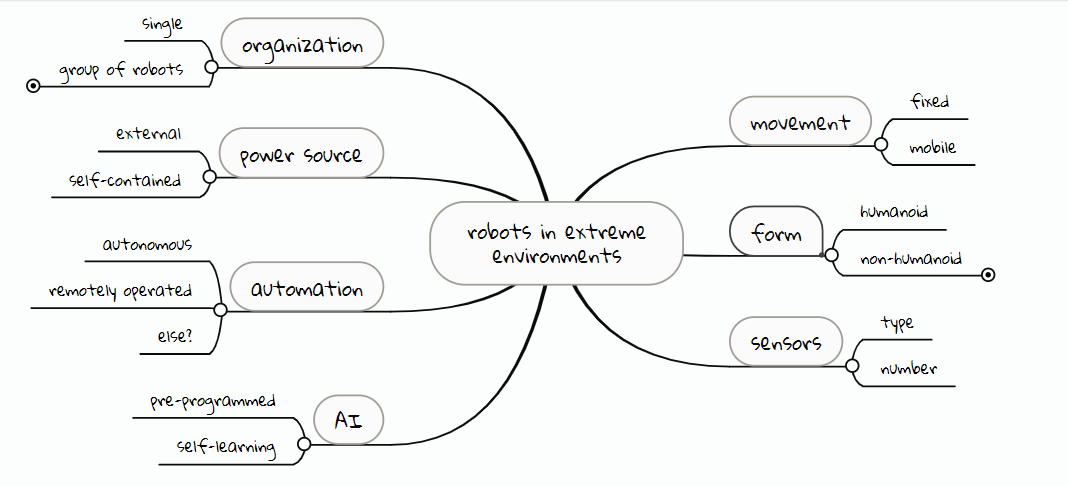 robots in extreme
environments
organization
single
group of robots
power source
external
self-contained
automation
autonomous
remotely operated
else?
AI
pre-programmed
self-learning
movement
fixed
mobile
form
humanoid
non-humanoid
sensors
type
number